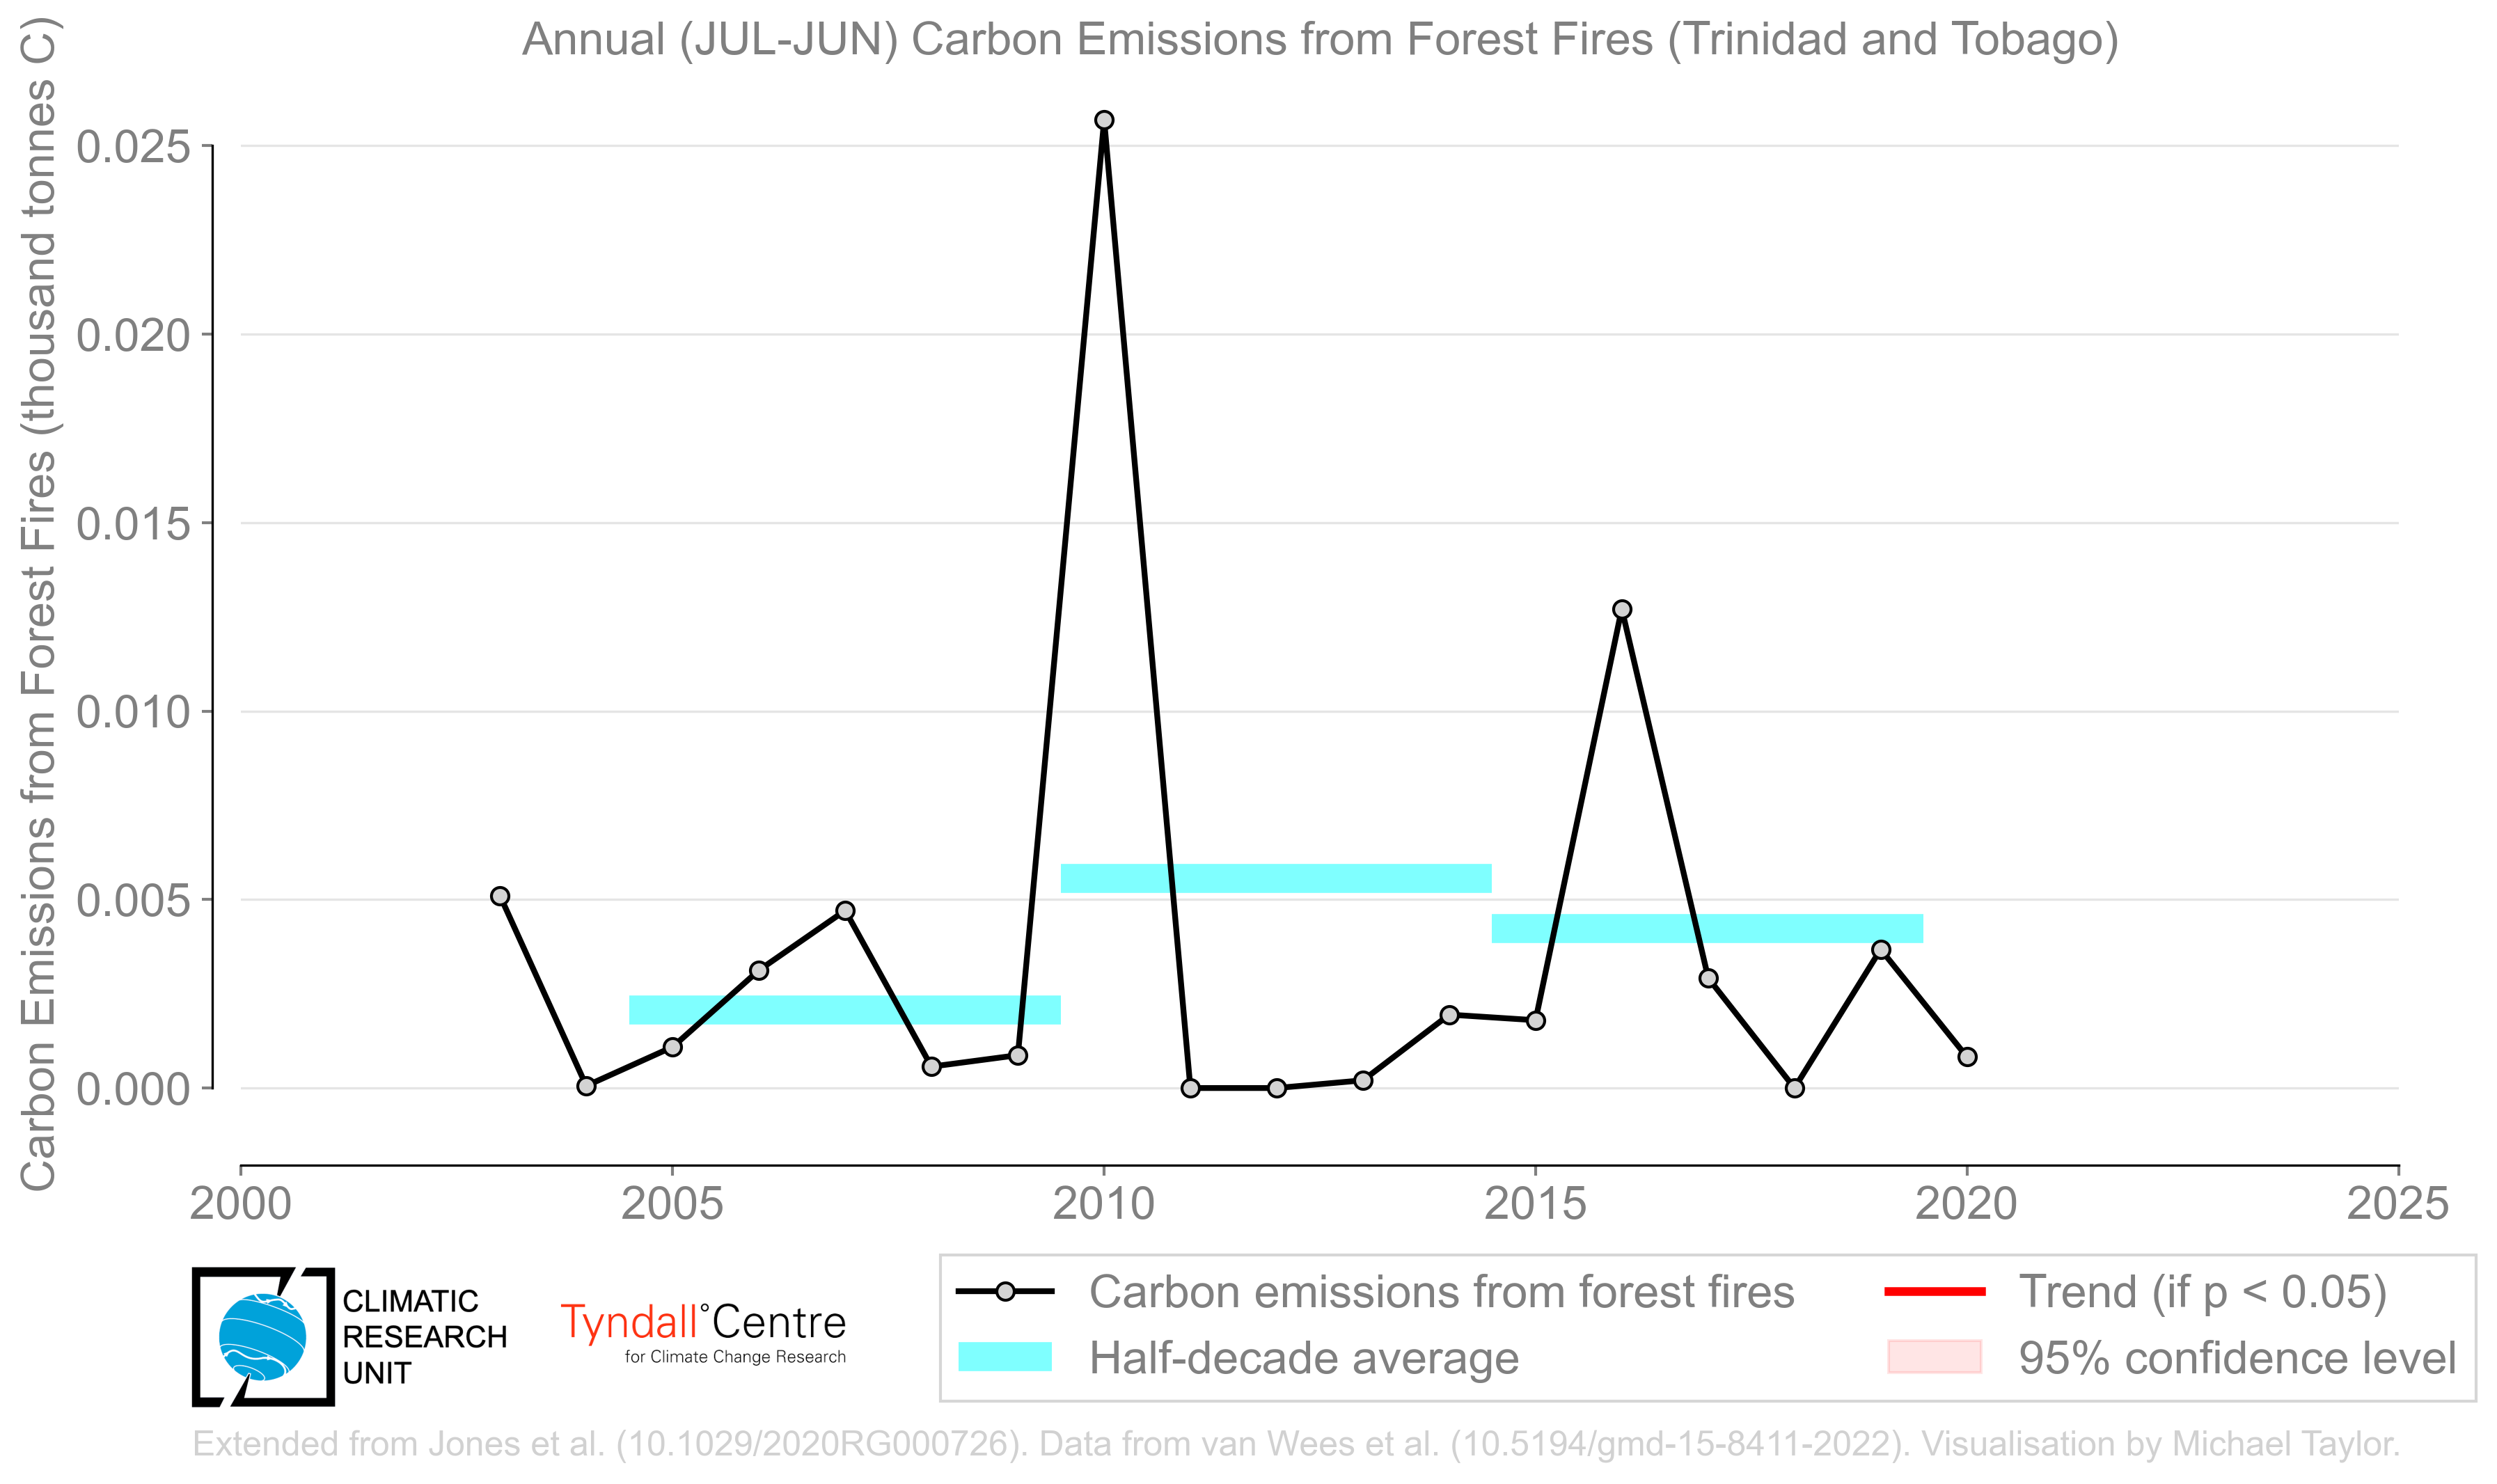 Annual (JUL-JUN) Carbon Emissions from Forest Fires (Trinidad and Tobago)
Carbon Emissions from Forest Fires (thousand tonnes C)
0.025
0.020
0.015
0.010
0.005
0.000
2000
2005
2010
2015
2020
2025
CLIMATIC
RESEARCH
UNIT
Tyndall°Centre
for Climate Change Research
Carbon emissions from forest fires
Half-decade average
Trend (if p < 0.05)
95% confidence level
Extended from Jones et al. (10.1029/2020RG000726). Data from van Wees et al. (10.5194/gmd-15-8411-2022). Visualisation by Michael Taylor.